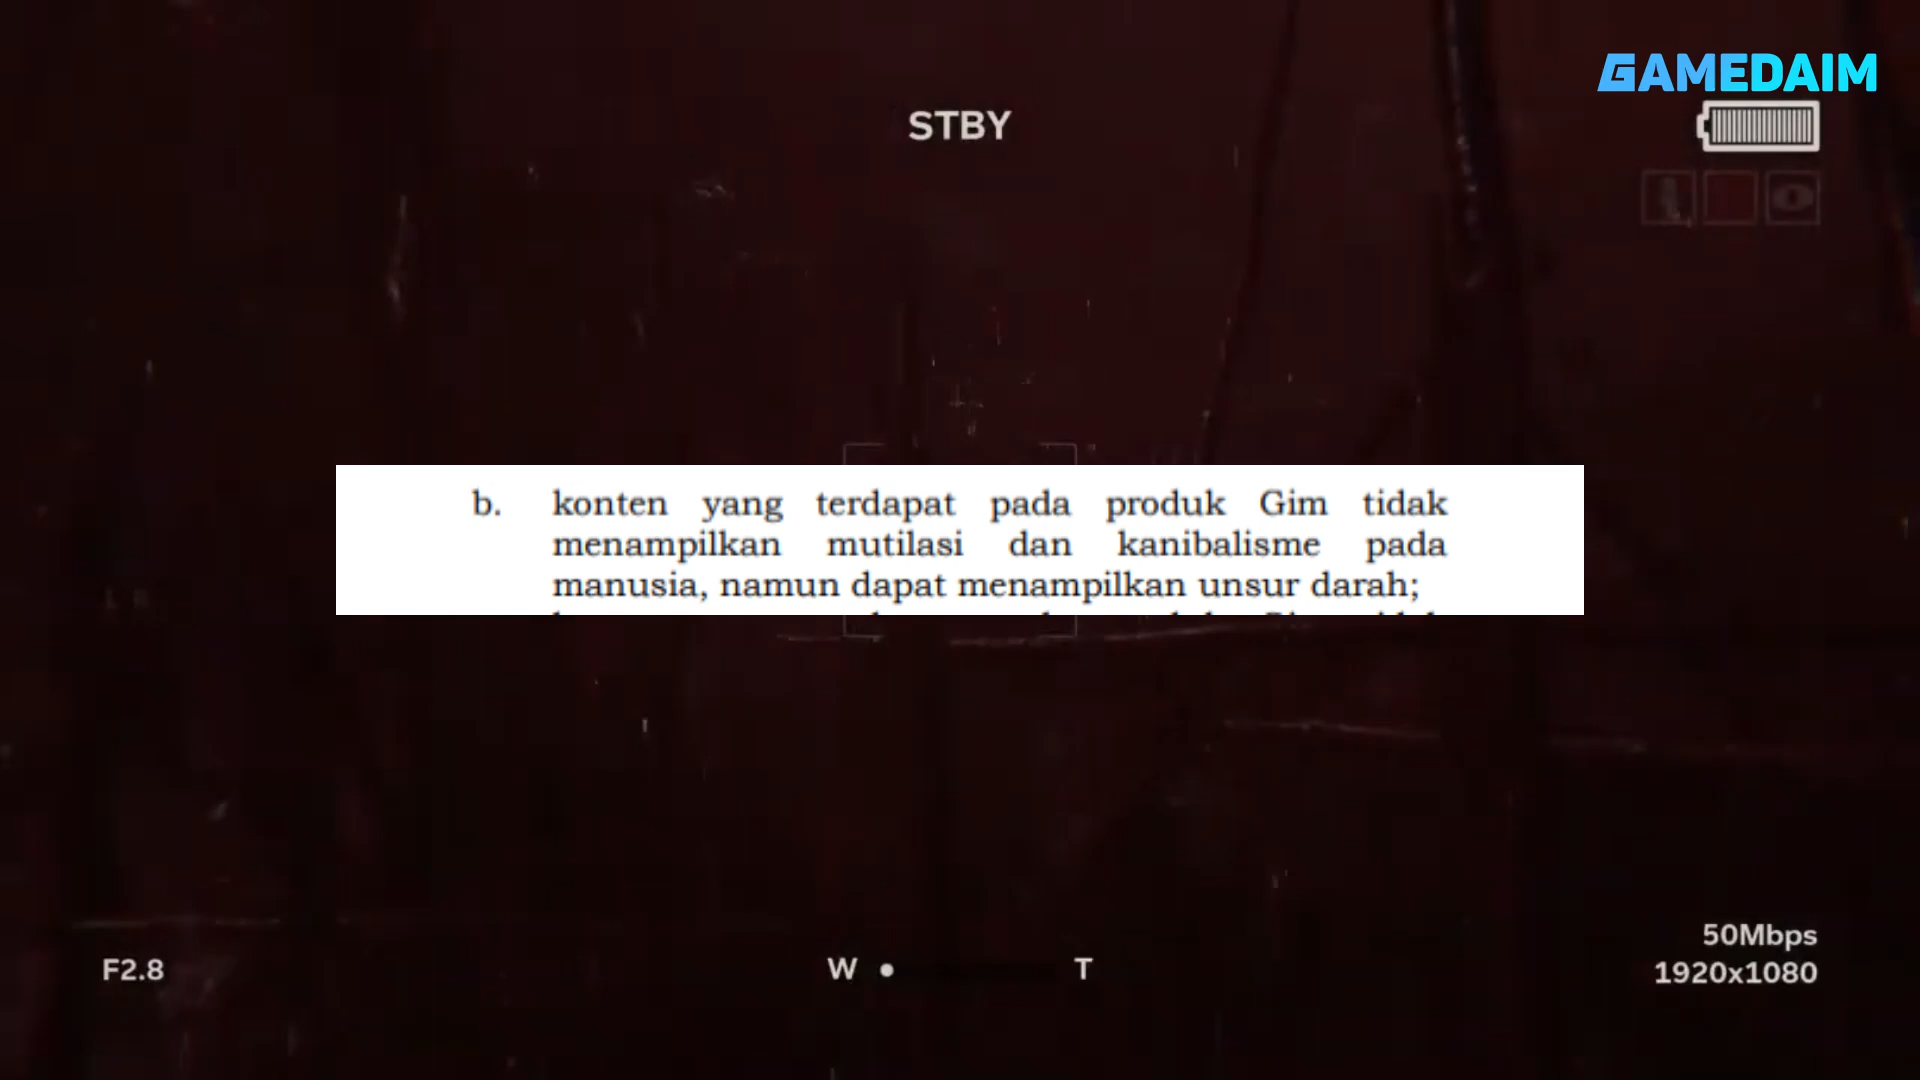 GAMEDAIM
STBY
b. konten yang terdapat pada produk Gim tidak
menampilkan mutilasi dan kanibalisme pada
manusia, namun dapat menampilkan unsur darah;
50Mbps
F2.8
W
T
1920x1080